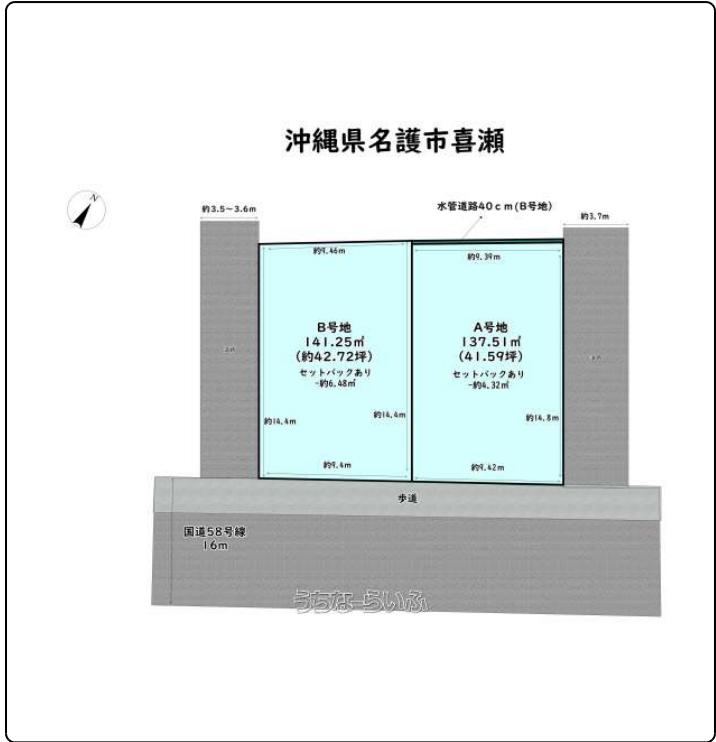 沖縄県名護市喜瀬
N
約3.5~3.6m
水管道路40cm(B号地)
約3.7m
約9.46m
約9.39m
B号地
141.25㎡
(約42.72坪)
セットバックあり
-約6.48㎡
A号地
137.51㎡
(41.59坪)
セットバックあり
-約4.32㎡
約14.4m
約14.4m
約14.8m
約9.4m
約9.42m
歩道
国道58号線
16m
うちなーらいふ